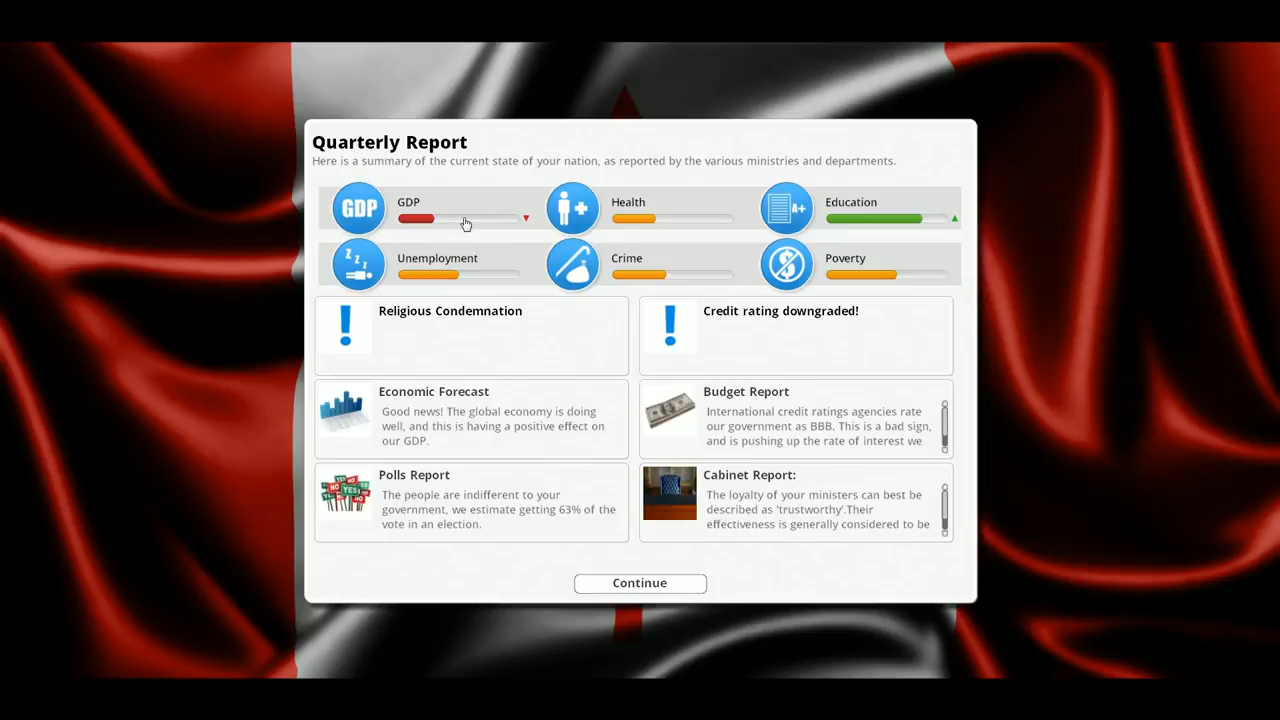 Quarterly Report
Here is a summary of the current state of your nation, as reported by the various ministries and departments.
GDP
GDP
Health
A+
Education
Z Z Z
Unemployment
Crime
$
Poverty
!
Religious Condemnation
!
Credit rating downgraded!
Economic Forecast
Good news! The global economy is doing
well, and this is having a positive effect on
our GDP.
Budget Report
International credit ratings agencies rate
our government as BBB. This is a bad sign,
and is pushing up the rate of interest we
YES
NO
NO
YES
NO
Polls Report
The people are indifferent to your
government, we estimate getting 63% of the
vote in an election.
Cabinet Report:
The loyalty of your ministers can best be
described as 'trustworthy'.Their
effectiveness is generally considered to be
Continue